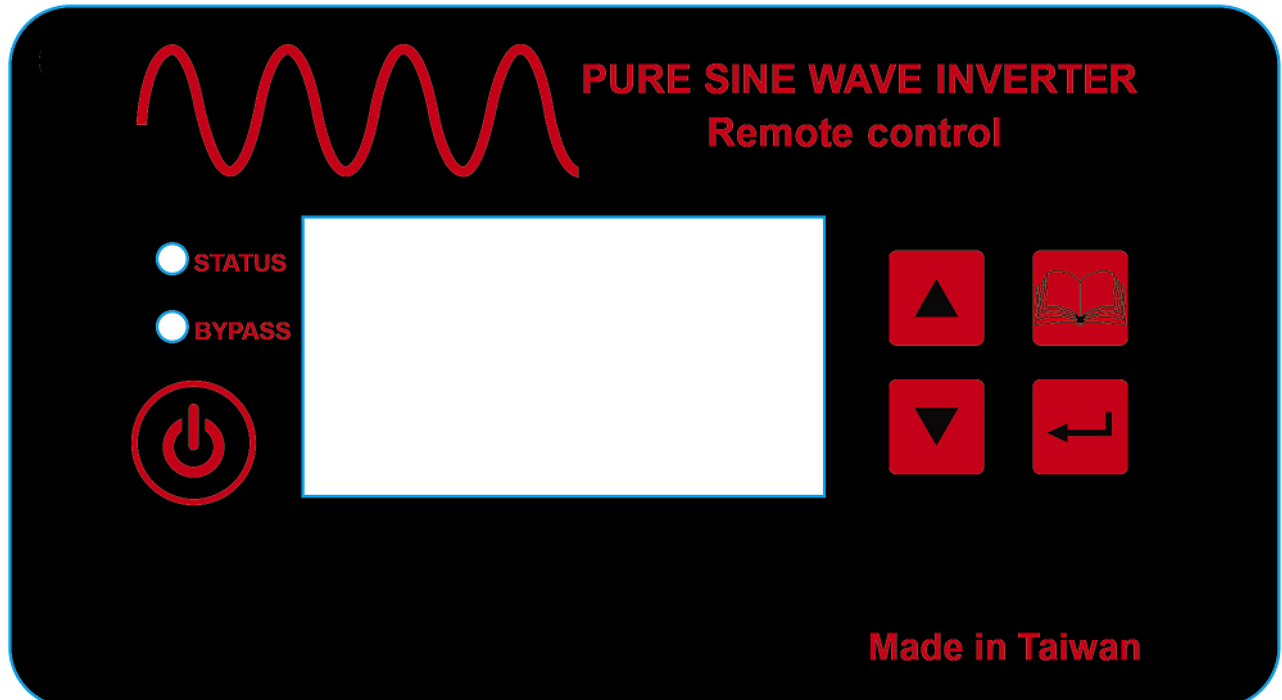 PURE SINE WAVE INVERTER
Remote control
STATUS
BYPASS
Made in Taiwan